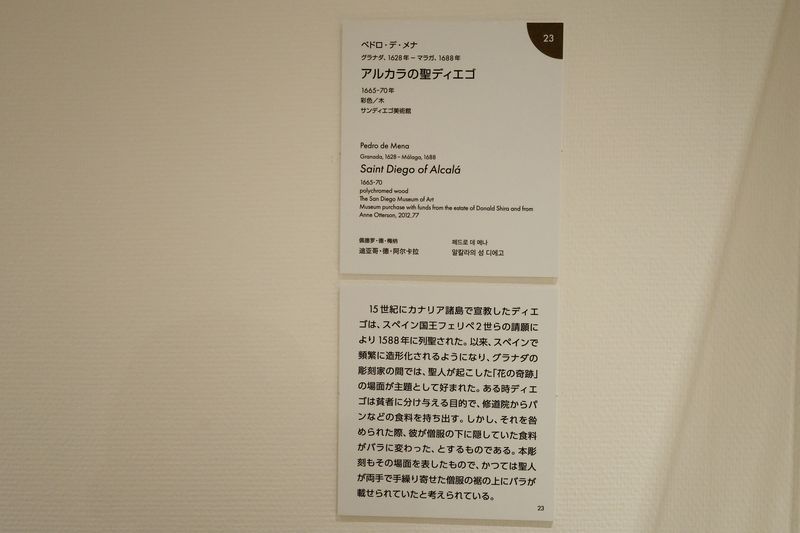 23
ペドロ・デ・メナ
グラナダ、1628年－マラガ、1688年
アルカラの聖ディエゴ
1665-70年
彩色／木
サンディエゴ美術館
Pedro de Mena
Granada, 1628 – Málaga, 1688
Saint Diego of Alcalá
1665-70
polychromed wood
The San Diego Museum of Art
Museum purchase with funds from the estate of Donald Shira and from
Anne Otterson, 2012.77
佩德罗・德・梅纳
迪亚哥・德・阿尔卡拉
페드로 데 메나
알칼라의 성 디에고
15世紀にカナリア諸島で宣教したディエ
ゴは、スペイン国王フェリペ2世らの請願に
より1588年に列聖された。以来、スペインで
頻繁に造形化されるようになり、グラナダの
彫刻家の間では、聖人が起こした「花の奇跡」
の場面が主題として好まれた。ある時ディエ
ゴは貧者に分け与える目的で、修道院からパ
ンなどの食料を持ち出す。しかし、それを咎
められた際、彼が僧服の下に隠していた食料
がバラに変わった、とするものである。本彫
刻もその場面を表したもので、かつては聖人
が両手で手繰り寄せた僧服の裾の上にバラが
載せられていたと考えられている。
23